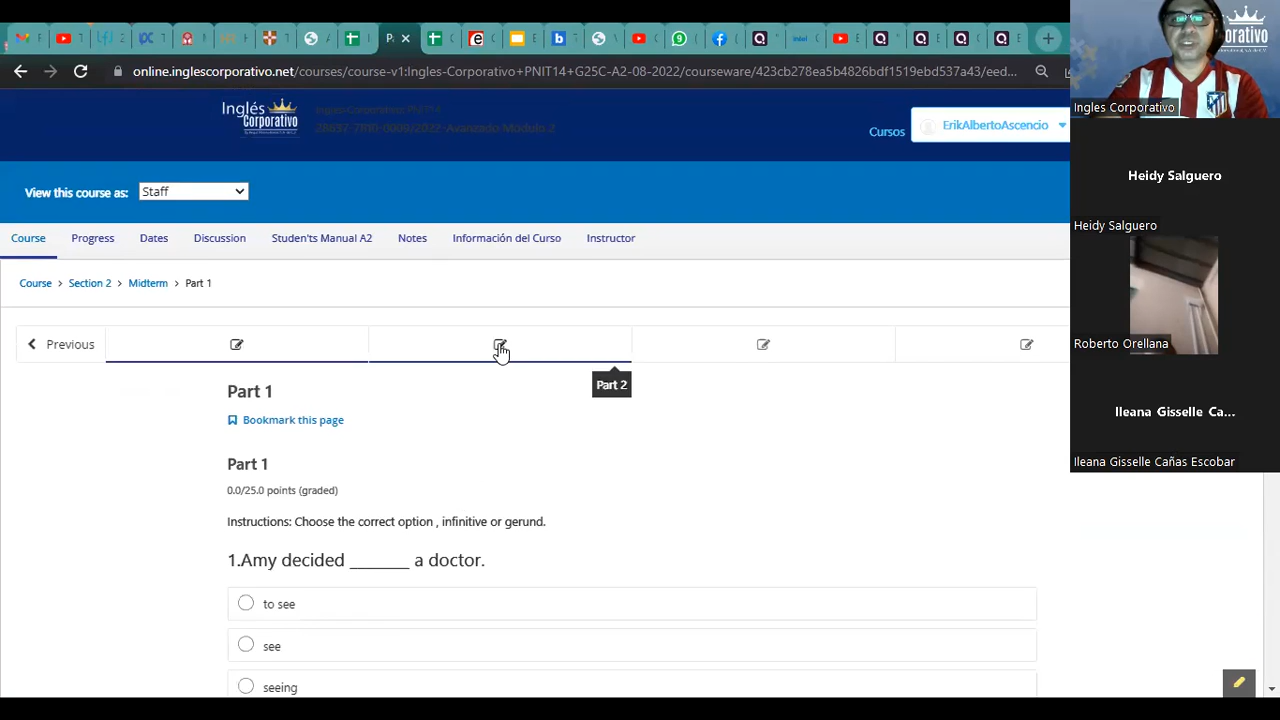 online.inglescorporativo.net/courses/course-v1:Ingles-Corporativo+PNIT14+G25C-A2-08-2022/courseware/423cb278ea5b4826bdf1519ebd537a43/eed...
Inglés
Corporativo
Ingles-Corporativo: PNIT14
Cursos
ErikAlbertoAscencio
View this course as:
Staff
Course
Progress
Dates
Discussion
Studen'ts Manual A2
Notes
Información del Curso
Instructor
Course > Section 2 > Midterm > Part 1
Previous
Part 2
Part 1
Bookmark this page
Part 1
0.0/25.0 points (graded)
Instructions: Choose the correct option , infinitive or gerund.
1.Amy decided _______ a doctor.
to see
see
seeing
Ingles Corporativo
Heidy Salguero
Heidy Salguero
Roberto Orellana
Ileana Gisselle Ca...
Ileana Gisselle Cañas Escobar